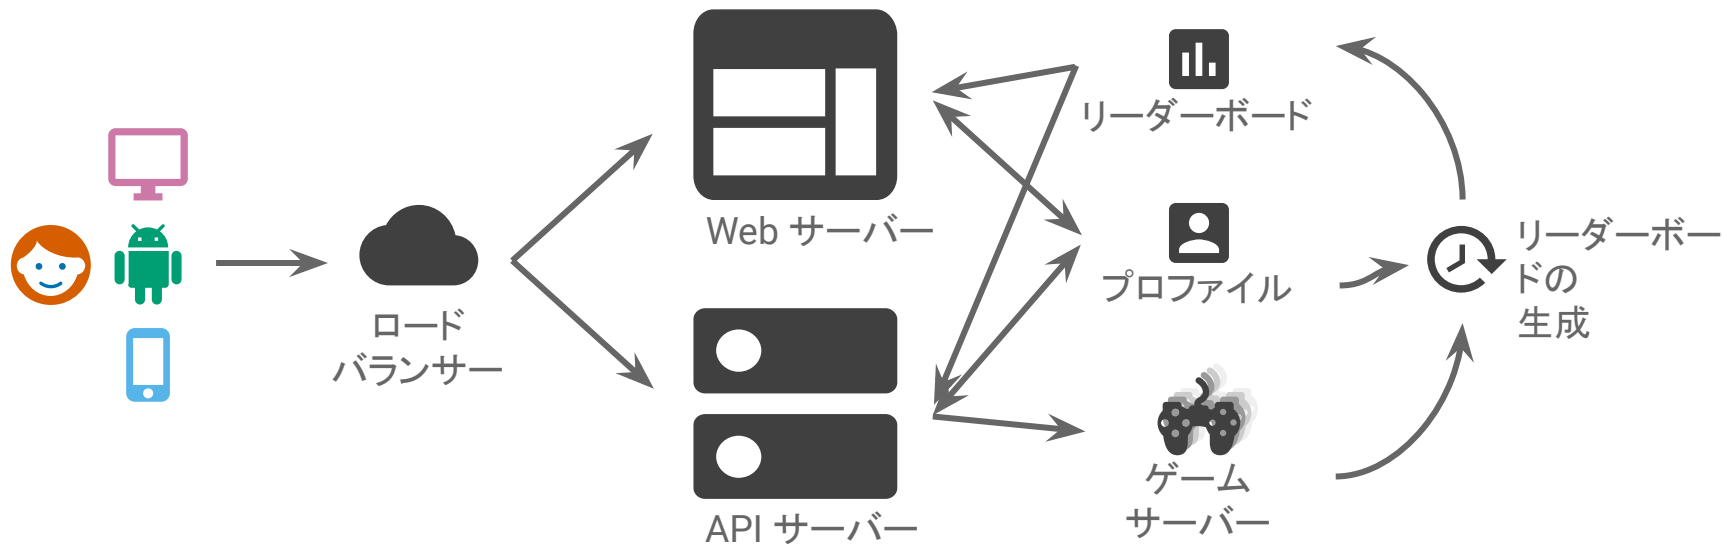 ロード
バランサー
Web サーバー
API サーバー
リーダーボード
プロファイル
ゲーム
サーバー
リーダーボー
ドの
生成